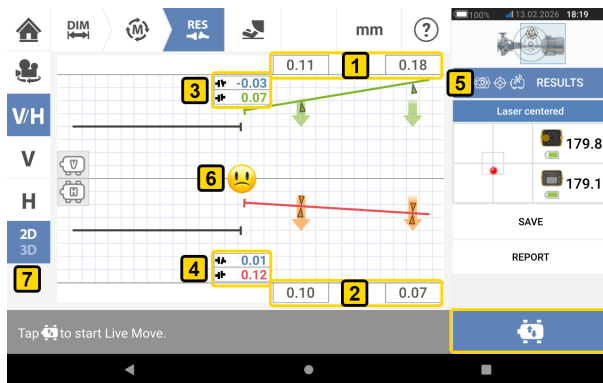 100% 13.02.2026 18:19
DIM
M
RES
mm
?
0.11 1 0.18
3 -0.03
0.07
5 RESULTS
Laser centered
V/H
179.8
V
V
6
179.1
H
H
2D
3D
SAVE
4 0.01
0.12
REPORT
7
0.10 2 0.07
Tap to start Live Move.